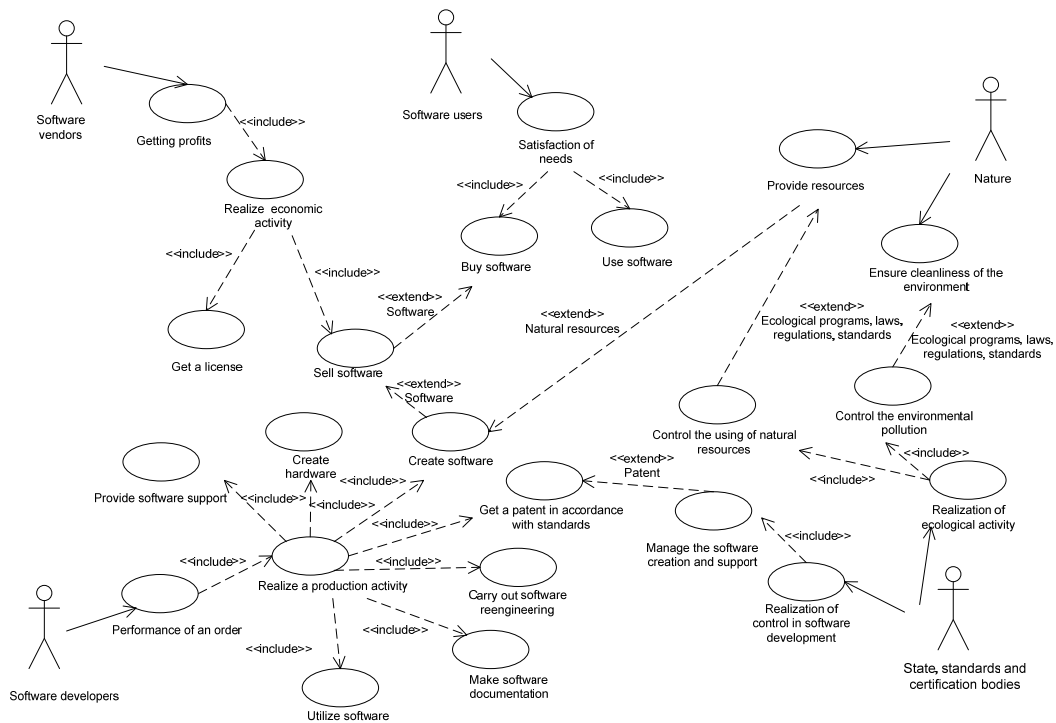 Software
vendors
Getting profits
<<include>>
Realize economic
activity
<<include>>
<<include>>
Get a license
Sell software
Software users
Satisfaction of
needs
<<include>>
<<include>>
Buy software
Use software
<<extend>>
Software
<<extend>>
Software
Nature
Provide resources
Ensure cleanliness of the
environment
<<extend>>
Natural resources
<<extend>>
Ecological programs, laws,
regulations, standards
<<extend>>
Ecological programs, laws,
regulations, standards
Control the using of natural
resources
Control the environmental
pollution
<<include>>
<<include>>
Realization of
ecological activity
Create
hardware
Create software
Provide software support
<<include>>
<<include>>
<<include>>
<<include>>
Get a patent in accordance
with standards
<<extend>>
Patent
Manage the software
creation and support
<<include>>
Realization of
control in software
development
State, standards and
certification bodies
<<include>>
Realize a production activity
<<include>>
Carry out software
reengineering
Performance of an order
Software developers
<<include>>
<<include>>
Make software
documentation
Utilize software